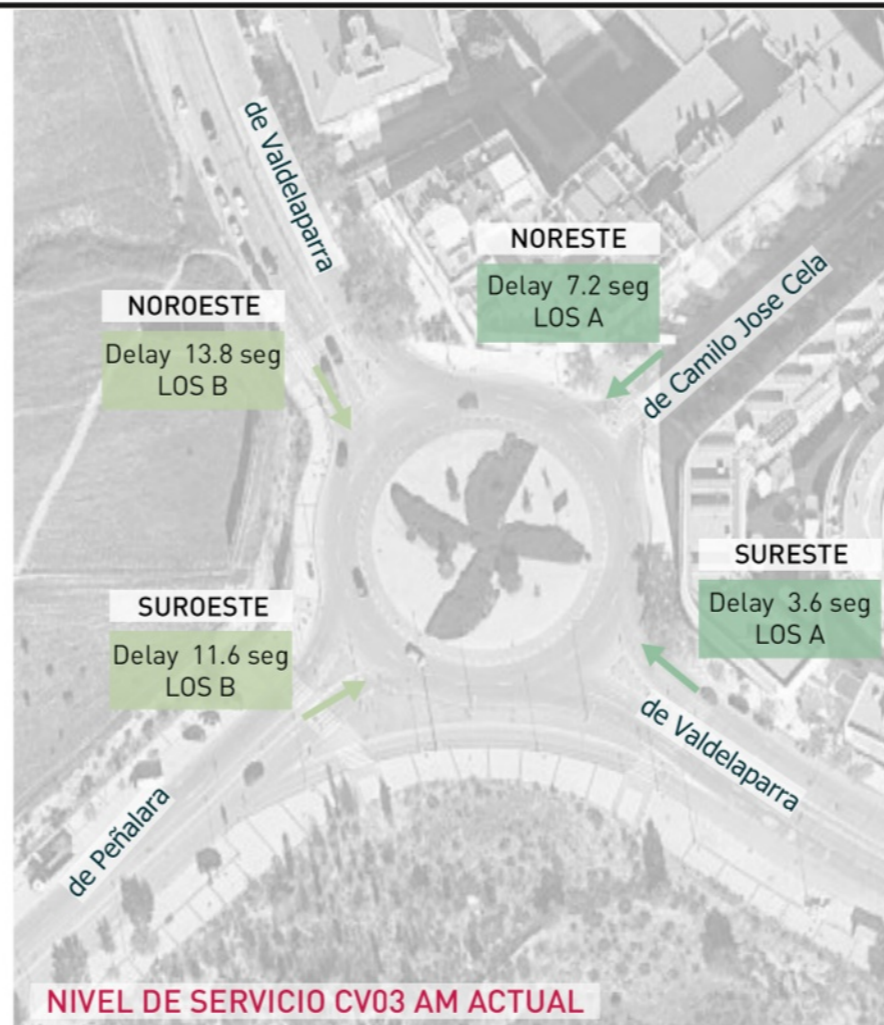 de Valdelaparra
NORESTE
Delay 7.2 seg
LOS A
de Camilo Jose Cela
NOROESTE
Delay 13.8 seg
LOS B
SURESTE
Delay 3.6 seg
LOS A
SUROESTE
Delay 11.6 seg
LOS B
de Valdelaparra
de Peñalara
NIVEL DE SERVICIO CV03 AM ACTUAL